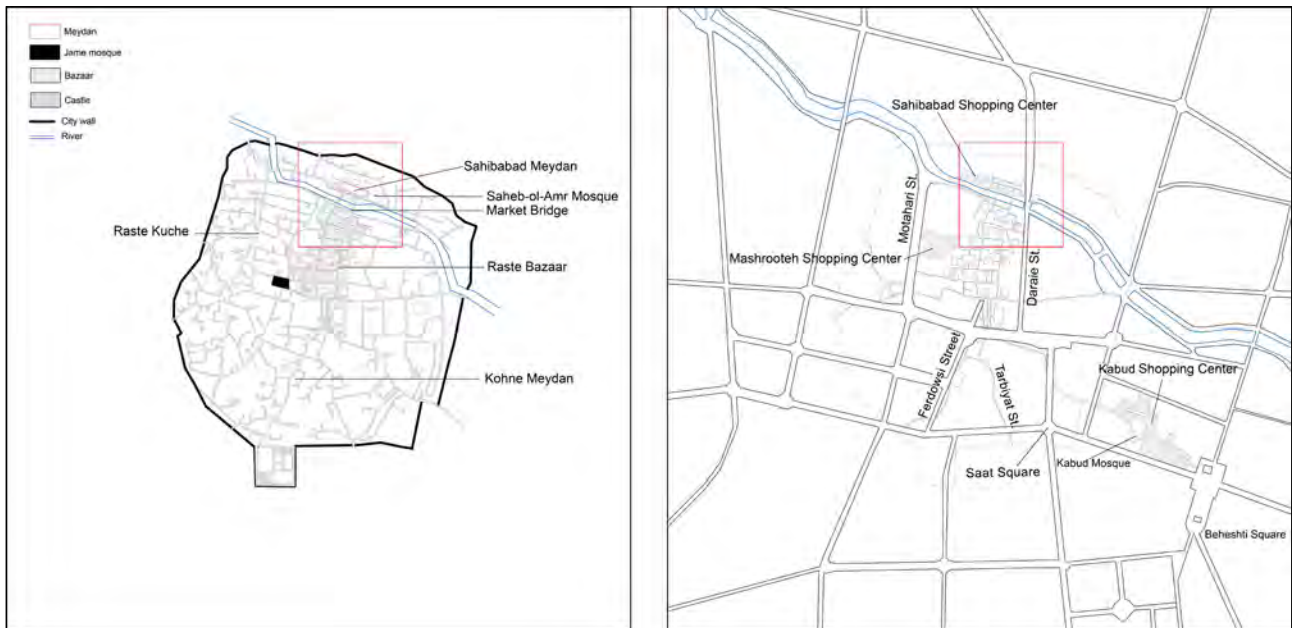 Meydan
Jame mosque
Bazaar
Castle
City wall
River
Sahibabad Meydan
Saheb-ol-Amr Mosque
Market Bridge
Raste Kuche
Raste Bazaar
Kohne Meydan
Sahibabad Shopping Center
Motahari St.
Mashrooteh Shopping Center
Daraie St.
Ferdowsi Street
Tarbiyat St.
Kabud Shopping Center
Kabud Mosque
Saat Square
Beheshti Square